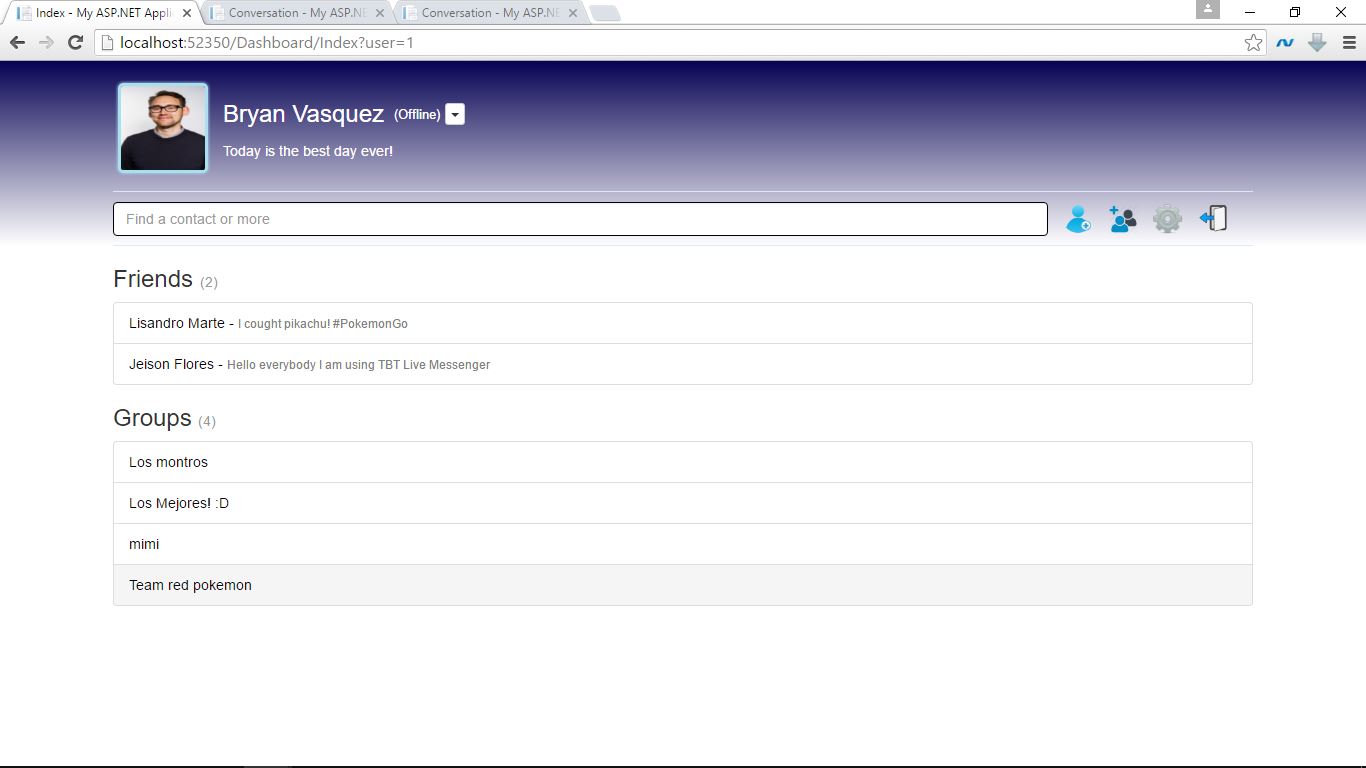 Index - My ASP.NET Appli
Conversation - My ASP.NE
Conversation - My ASP.NE
localhost:52350/Dashboard/Index?user=1
Bryan Vasquez (Offline)
Today is the best day ever!
Find a contact or more
Friends (2)
Lisandro Marte - I cought pikachu! #PokemonGo
Jeison Flores - Hello everybody I am using TBT Live Messenger
Groups (4)
Los montros
Los Mejores! :D
mimi
Team red pokemon